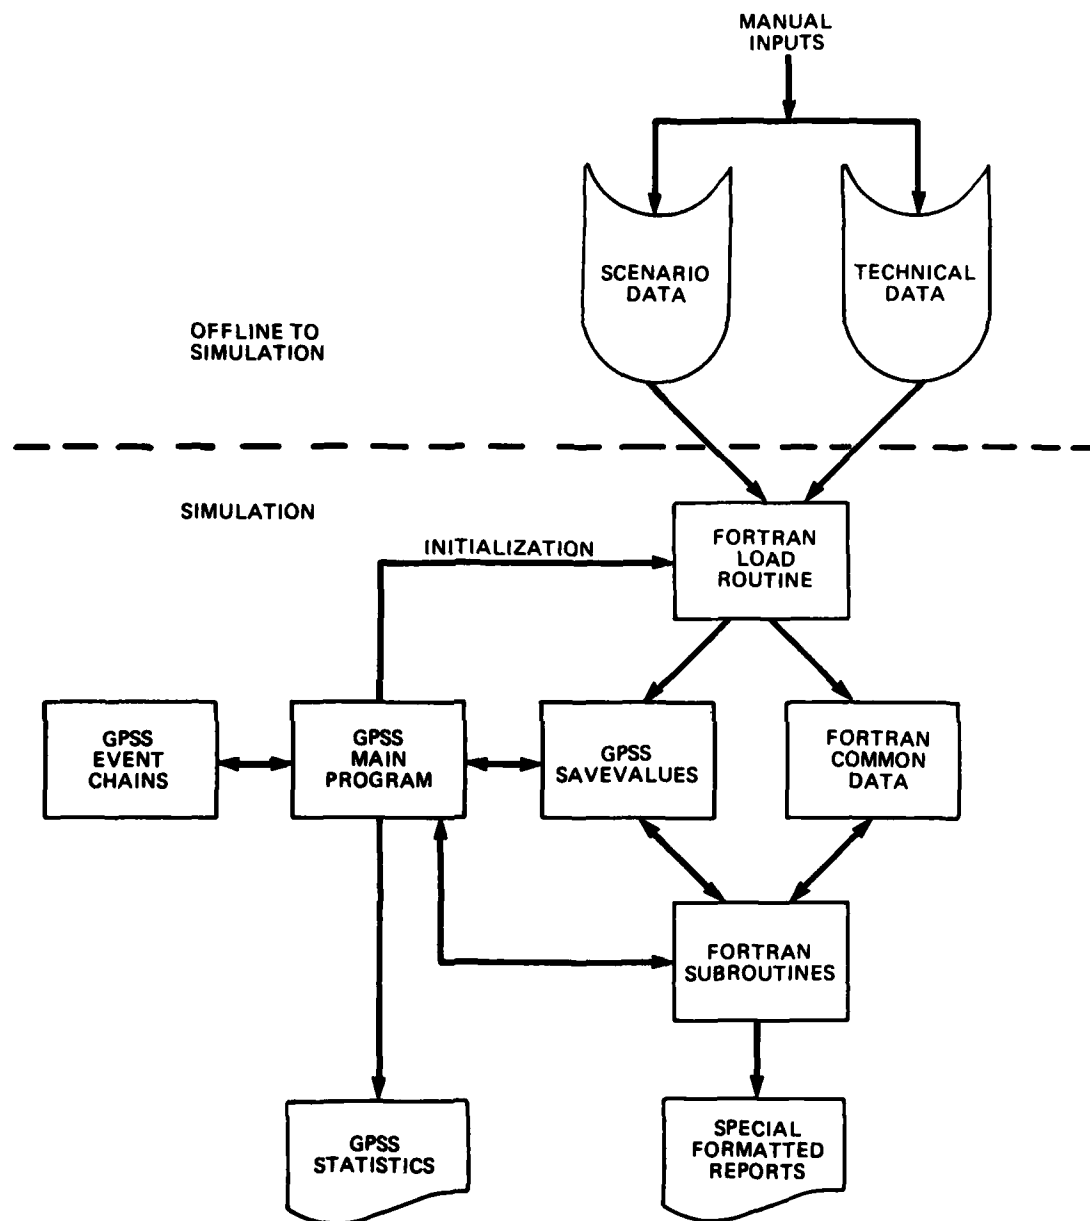 MANUAL
INPUTS
SCENARIO
DATA
TECHNICAL
DATA
OFFLINE TO
SIMULATION
SIMULATION
INITIALIZATION
FORTRAN
LOAD
ROUTINE
GPSS
EVENT
CHAINS
GPSS
MAIN
PROGRAM
GPSS
SAVEVALUES
FORTRAN
COMMON
DATA
FORTRAN
SUBROUTINES
GPSS
STATISTICS
SPECIAL
FORMATTED
REPORTS